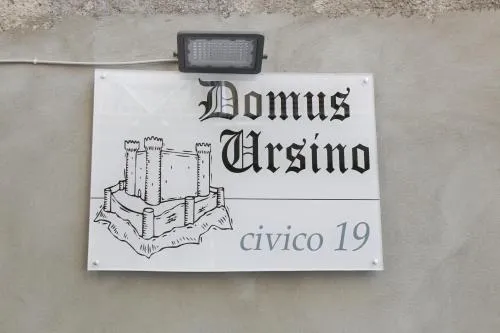 Domus
Ursino
civico 19